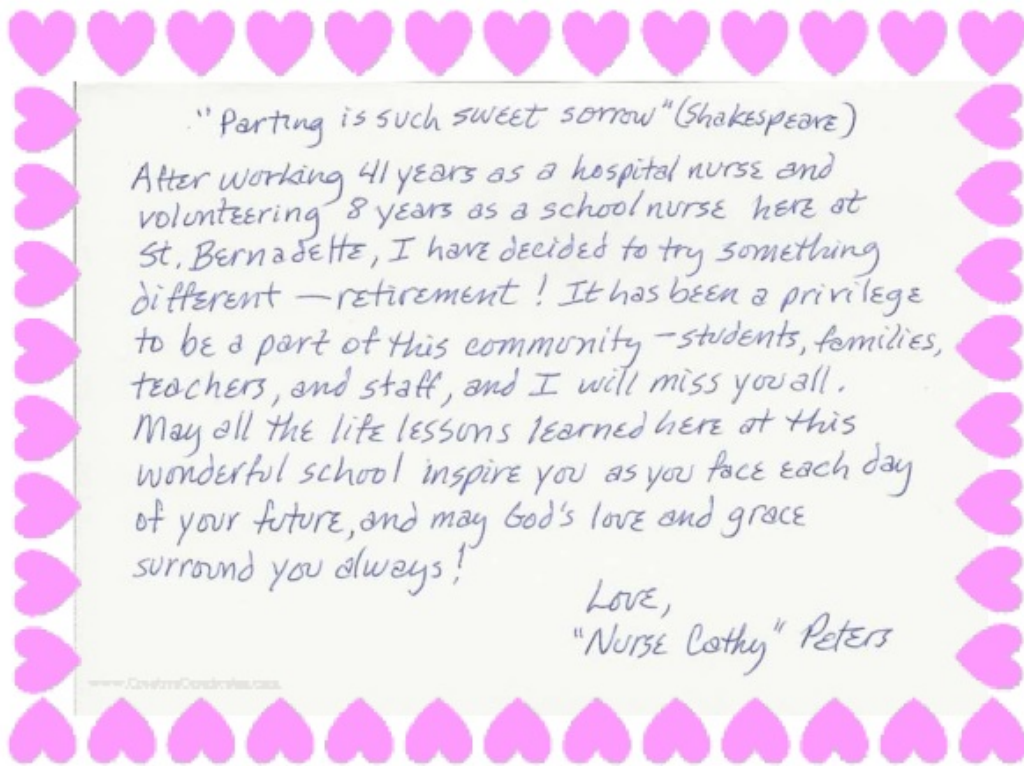 "Parting is such sweet sorrow" (Shakespeare)
After working 41 years as a hospital nurse and
volunteering 8 years as a school nurse here at
St. Bernadette, I have decided to try something
different — retirement! It has been a privilege
to be a part of this community – students, families,
teachers, and staff, and I will miss you all.
May all the life lessons learned here at this
wonderful school inspire you as you face each day
of your future, and may God's love and grace
surround you always!
Love,
"Nurse Cathy" Peters